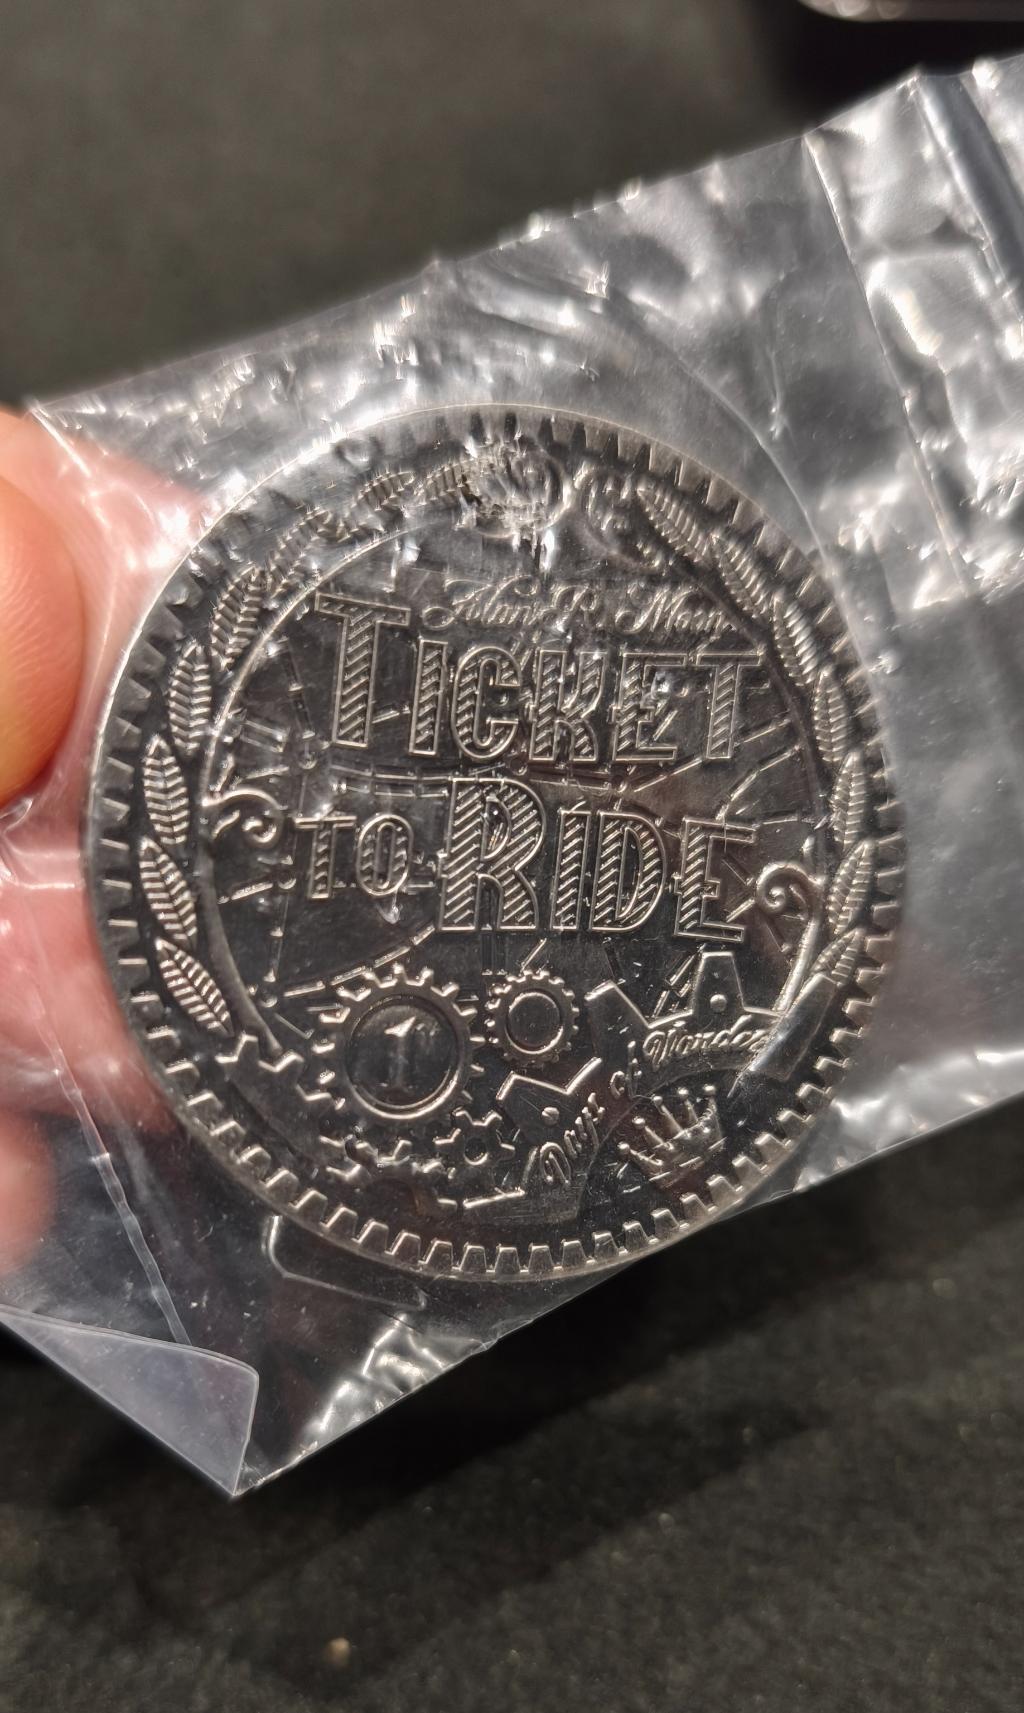 Alan R. Moon
TICKET
TO RIDE
1
Days of Wonder